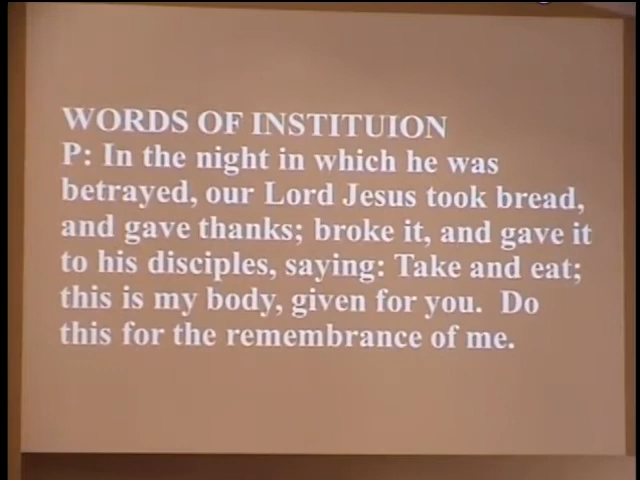 WORDS OF INSTITUION
P: In the night in which he was
betrayed, our Lord Jesus took bread,
and gave thanks; broke it, and gave it
to his disciples, saying: Take and eat;
this is my body, given for you.  Do
this for the remembrance of me.